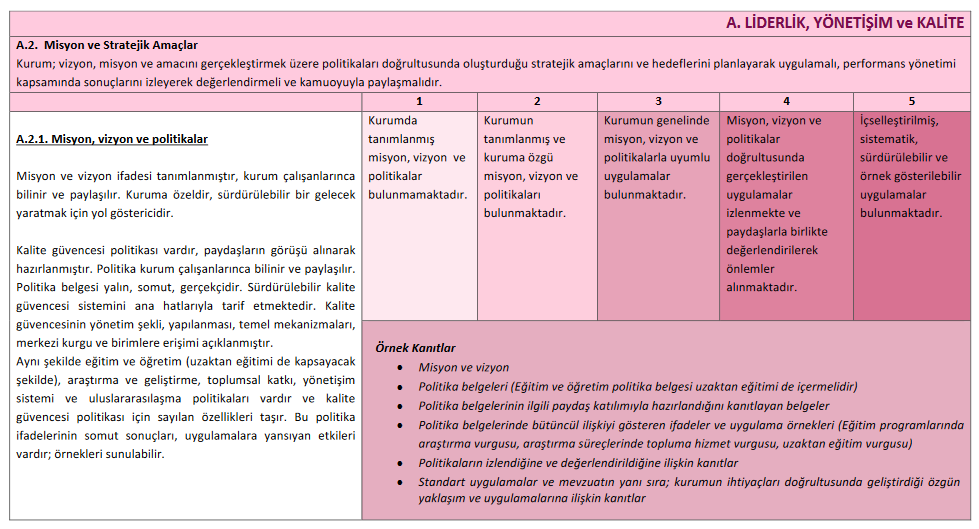 A. LİDERLİK, YÖNETİŞİM ve KALİTE
A.2. Misyon ve Stratejik Amaçlar
Kurum; vizyon, misyon ve amacını gerçekleştirmek üzere politikaları doğrultusunda oluşturduğu stratejik amaçlarını ve hedeflerini planlayarak uygulamalı, performans yönetimi
kapsamında sonuçlarını izleyerek değerlendirmeli ve kamuoyuyla paylaşmalıdır.
1 2 3 4 5
A.2.1. Misyon, vizyon ve politikalar
Misyon ve vizyon ifadesi tanımlanmıştır, kurum çalışanlarınca
bilinir ve paylaşılır. Kuruma özeldir, sürdürülebilir bir gelecek
yaratmak için yol göstericidir.
Kalite güvencesi politikası vardır, paydaşların görüşü alınarak
hazırlanmıştır. Politika kurum çalışanlarınca bilinir ve paylaşılır.
Politika belgesi yalın, somut, gerçekçidir. Sürdürülebilir kalite
güvencesi sistemini ana hatlarıyla tarif etmektedir. Kalite
güvencesinin yönetim şekli, yapılanması, temel mekanizmaları,
merkezi kurgu ve birimlere erişimi açıklanmıştır.
Aynı şekilde eğitim ve öğretim (uzaktan eğitimi de kapsayacak
şekilde), araştırma ve geliştirme, toplumsal katkı, yönetişim
sistemi ve uluslararasılaşma politikaları vardır ve kalite
güvencesi politikası için sayılan özellikleri taşır. Bu politika
ifadelerinin somut sonuçları, uygulamalara yansıyan etkileri
vardır; örnekleri sunulabilir.
Kurumda
tanımlanmış
misyon, vizyon ve
politikalar
bulunmamaktadır.
Kurumun
tanımlanmış ve
kuruma özgü
misyon, vizyon ve
politikaları
bulunmaktadır.
Kurumun genelinde
misyon, vizyon ve
politikalarla uyumlu
uygulamalar
bulunmaktadır.
Misyon, vizyon ve
politikalar
doğrultusunda
gerçekleştirilen
uygulamalar
izlenmekte ve
paydaşlarla birlikte
değerlendirilerek
önlemler
alınmaktadır.
İçselleştirilmiş,
sistematik,
sürdürülebilir ve
örnek gösterilebilir
uygulamalar
bulunmaktadır.
Örnek Kanıtlar
• Misyon ve vizyon
• Politika belgeleri (Eğitim ve öğretim politika belgesi uzaktan eğitimi de içermelidir)
• Politika belgelerinin ilgili paydaş katılımıyla hazırlandığını kanıtlayan belgeler
• Politika belgelerinde bütüncül ilişkiyi gösteren ifadeler ve uygulama örnekleri (Eğitim programlarında
araştırma vurgusu, araştırma süreçlerinde topluma hizmet vurgusu, uzaktan eğitim vurgusu)
• Politikaların izlendiğine ve değerlendirildiğine ilişkin kanıtlar
• Standart uygulamalar ve mevzuatın yanı sıra; kurumun ihtiyaçları doğrultusunda geliştirdiği özgün
yaklaşım ve uygulamalarına ilişkin kanıtlar